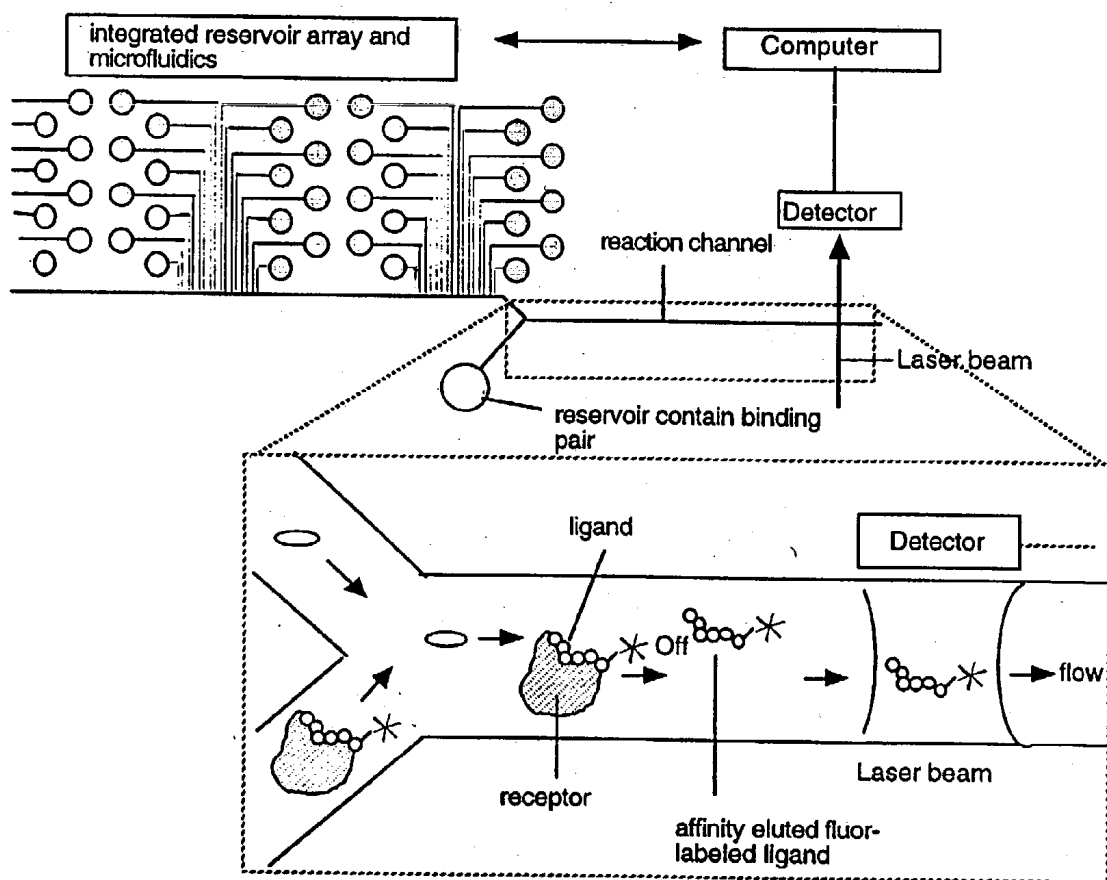 integrated reservoir array and
microfluidics
Computer
Detector
reaction channel
Laser beam
reservoir contain binding
pair
ligand
Detector
Off
flow
Laser beam
receptor
affinity eluted fluor-
labeled ligand